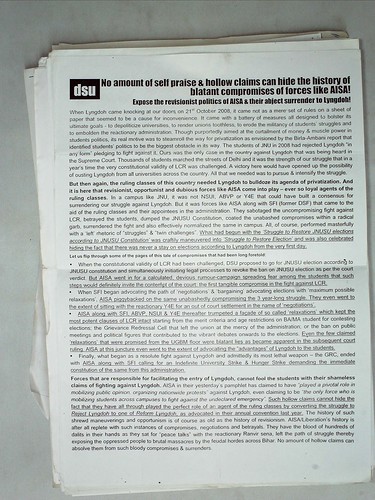 dsu
No amount of self praise & hollow claims can hide the history of
blatant compromises of forces like AISA!
Expose the revisionist politics of AISA & their abject surrender to Lyngdoh!
When Lyngdoh came knocking at our doors on 21st October 2008, it came not as a mere set of rules on a sheet of
paper that seemed to be a cause for inconvenience. It came with a battery of measures all designed to bolster its
ultimate goals - to depoliticize universities, to render unions toothless, to erode the militancy of students' struggles and
to embolden the reactionary administration. Though purportedly aimed at the curtailment of money & muscle power in
students politics, its real motive was to steamroll the way for privatisation as envisioned by the Birla-Ambani report that
identified students' politics to be the biggest obstacle in its way. The students of JNU in 2008 had rejected Lyngdoh "in
any form" pledging to fight against it. Ours was the only case in the country against Lyngdoh that was being heard in
the Supreme Court. Thousands of students marched the streets of Delhi and it was the strength of our struggle that in a
year's time the very constitutional validity of LCR was challenged. A victory here would have opened up the possibility
of ousting Lyngdoh from all universities across the country. All that we needed was to pursue & intensify the struggle.
But then again, the ruling classes of this country needed Lyngdoh to bulldoze its agenda of privatization. And
it is here that revisionist, opportunist and dubious forces like AISA come into play – ever so loyal agents of the
ruling classes. In a campus like JNU, it was not NSUI, ABVP or Y4E that could have built a consensus for
surrendering our struggle against Lyngdoh. But it was forces like AISA along with SFI (former DSF) that came to the
aid of the ruling classes and their appointees in the administration. They sabotaged the uncompromising fight against
LCR, betrayed the students, dumped the JNUSU Constitution, coated the unabashed compromises within a radical
garb, surrendered the fight and also effectively normalized the same in campus. All, of course, performed masterfully
with a 'left' rhetoric of "struggles" & "twin challenges". What had begun with the 'Struggle to Restore JNUSU elections
according to JNUSU Constitution' was craftily manoeuvred into 'Struggle to Restore Election' and was also celebrated
hiding the fact that there was never a stay on elections according to Lyngdoh from the very first day.
Let us flip through some of the pages of this tale of compromises that had been long foretold!
• When the constitutional validity of LCR had been challenged, DSU proposed to go for JNUSU election according to
JNUSU constitution and simultaneously initiating legal processes to revoke the ban on JNUSU election as per the court
verdict. But AISA went in for a calculated, devious rumour-campaign spreading fear among the students that such
steps would definitely invite the contempt of the court: the first tangible compromise in the fight against LCR.
• When SFI began advocating the path of 'negotiations' & 'bargaining' advocating elections with 'maximum possible
relaxations', AISA piggybacked on the same unabashedly compromising the 3 year-long struggle. They even went to
the extent of sitting with the reactionary Y4E for an out of court settlement in the name of 'negotiations'.
• AISA along with SFI, ABVP, NSUI & Y4E thereafter trumpeted a façade of so called 'relaxations' which kept the
most potent clauses of LCR intact starting from the merit criteria and age restrictions on BA/MA student for contesting
elections; the Grievance Redressal Cell that left the union at the mercy of the administration; or the ban on public
meetings and political figures that contributed to the vibrant debates onwards to the elections. Even the five claimed
'relaxations' that were promised from the UGBM floor were blatant lies as became apparent in the subsequent court
ruling. AISA at this juncture even went to the extent of advocating the "advantages" of Lyngdoh to the students.
• Finally, what began as a resolute fight against Lyngdoh and admittedly its most lethal weapon – the GRC, ended
with AISA along with SFI calling for an Indefinite University Strike & Hunger Strike demanding the immediate
constitution of the same from this administration.
Forces that are responsible for facilitating the entry of Lyngdoh, cannot fool the students with their shameless
claims of fighting against Lyngdoh. AISA in their yesterday's pamphlet has claimed to have 'played a pivotal role in
mobilizing public opinion, organizing nationwide protests' against Lyngdoh, even claiming to be 'the only force who is
mobilizing students across campuses to fight against the undeclared emergency'. Such hollow claims cannot hide the
fact that they have all through played the perfect role of an agent of the ruling classes by converting the struggle to
Reject Lyngdoh to one of Reform Lyngdoh, as advocated in their annual convention last year. The history of such
shrewd maneuverings and opportunism is of course as old as the history of revisionism. AISA/Liberation's history is
after all replete with such instances of compromises, negotiations and betrayals. They have the blood of hundreds of
dalits in their hands as they sat for "peace talks" with the reactionary Ranvir sena, left the path of struggle thereby
exposing the oppressed people to brutal massacres by the feudal hordes across Bihar. No amount of hollow claims can
absolve them from such bloody compromises & surrenders.